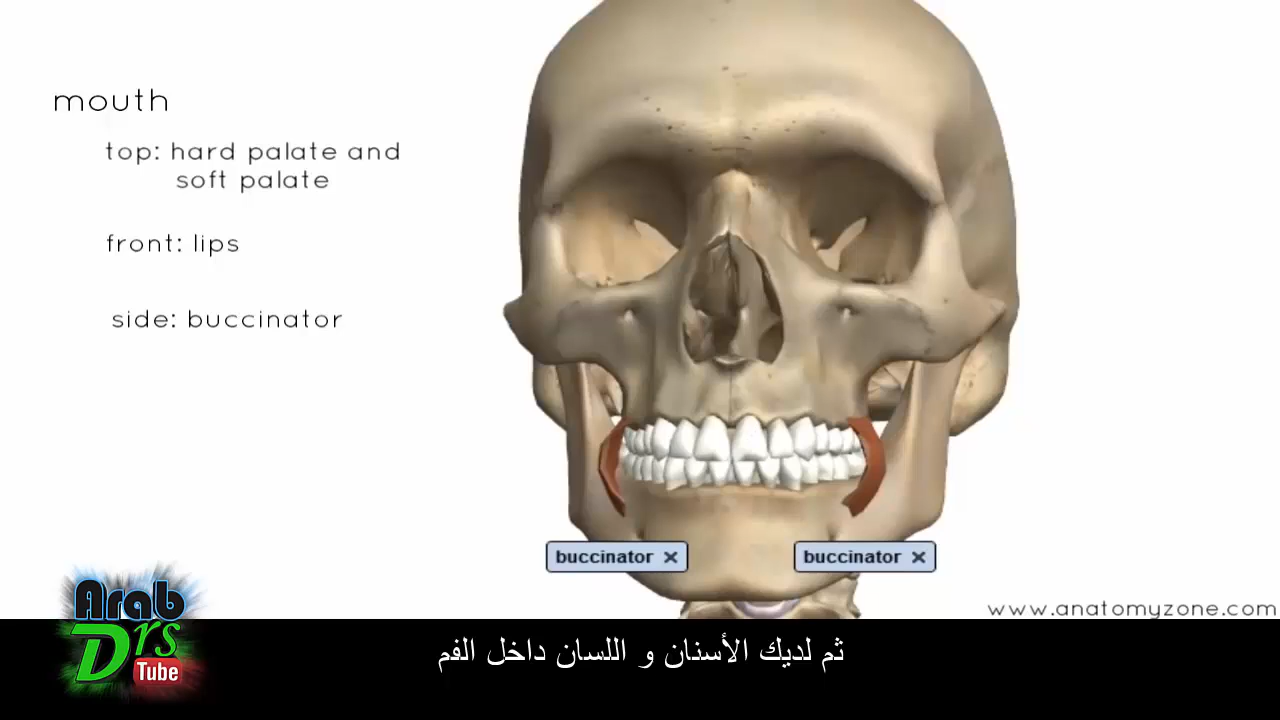 mouth
top: hard palate and
soft palate
front: lips
side: buccinator
buccinator ×
buccinator ×
www.anatomyzone.com
Arab
Drs
Tube
ثم لديك الأسنان و اللسان داخل الفم